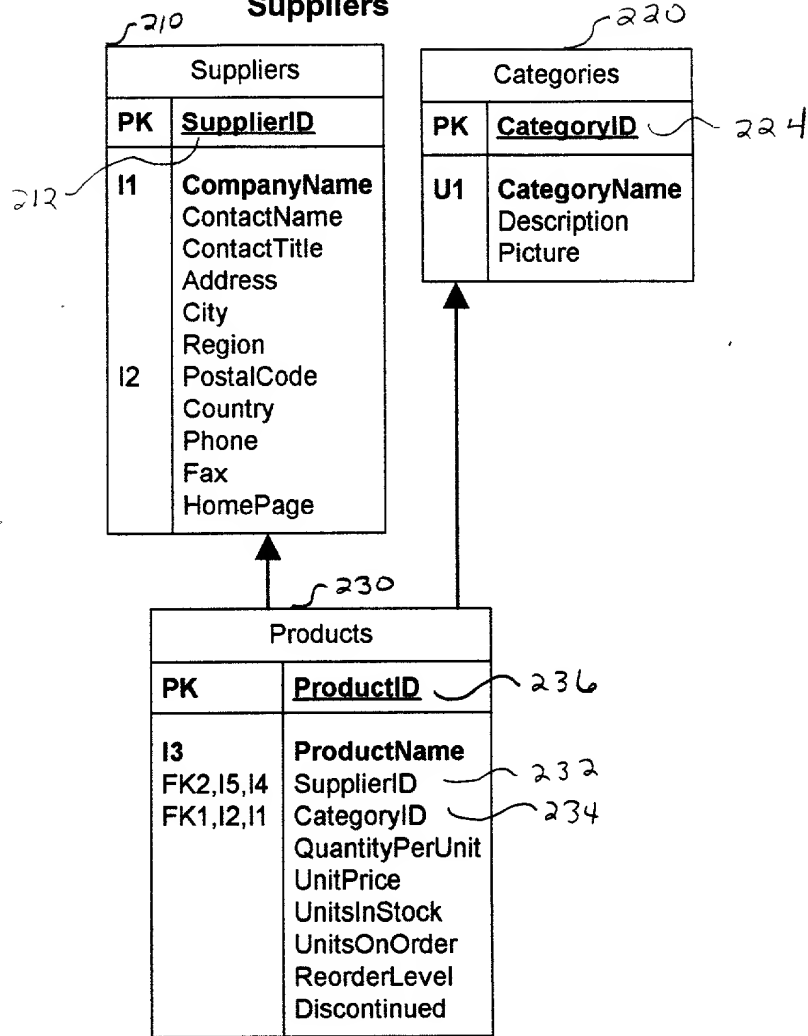 Suppliers
210
Suppliers
PK SupplierID
212
I1 CompanyName
ContactName
ContactTitle
Address
City
Region
I2 PostalCode
Country
Phone
Fax
HomePage
220
Categories
PK CategoryID 224
U1 CategoryName
Description
Picture
230
Products
PK ProductID 236
I3 ProductName
FK2,I5,I4 SupplierID 232
FK1,I2,I1 CategoryID 234
QuantityPerUnit
UnitPrice
UnitsInStock
UnitsOnOrder
ReorderLevel
Discontinued